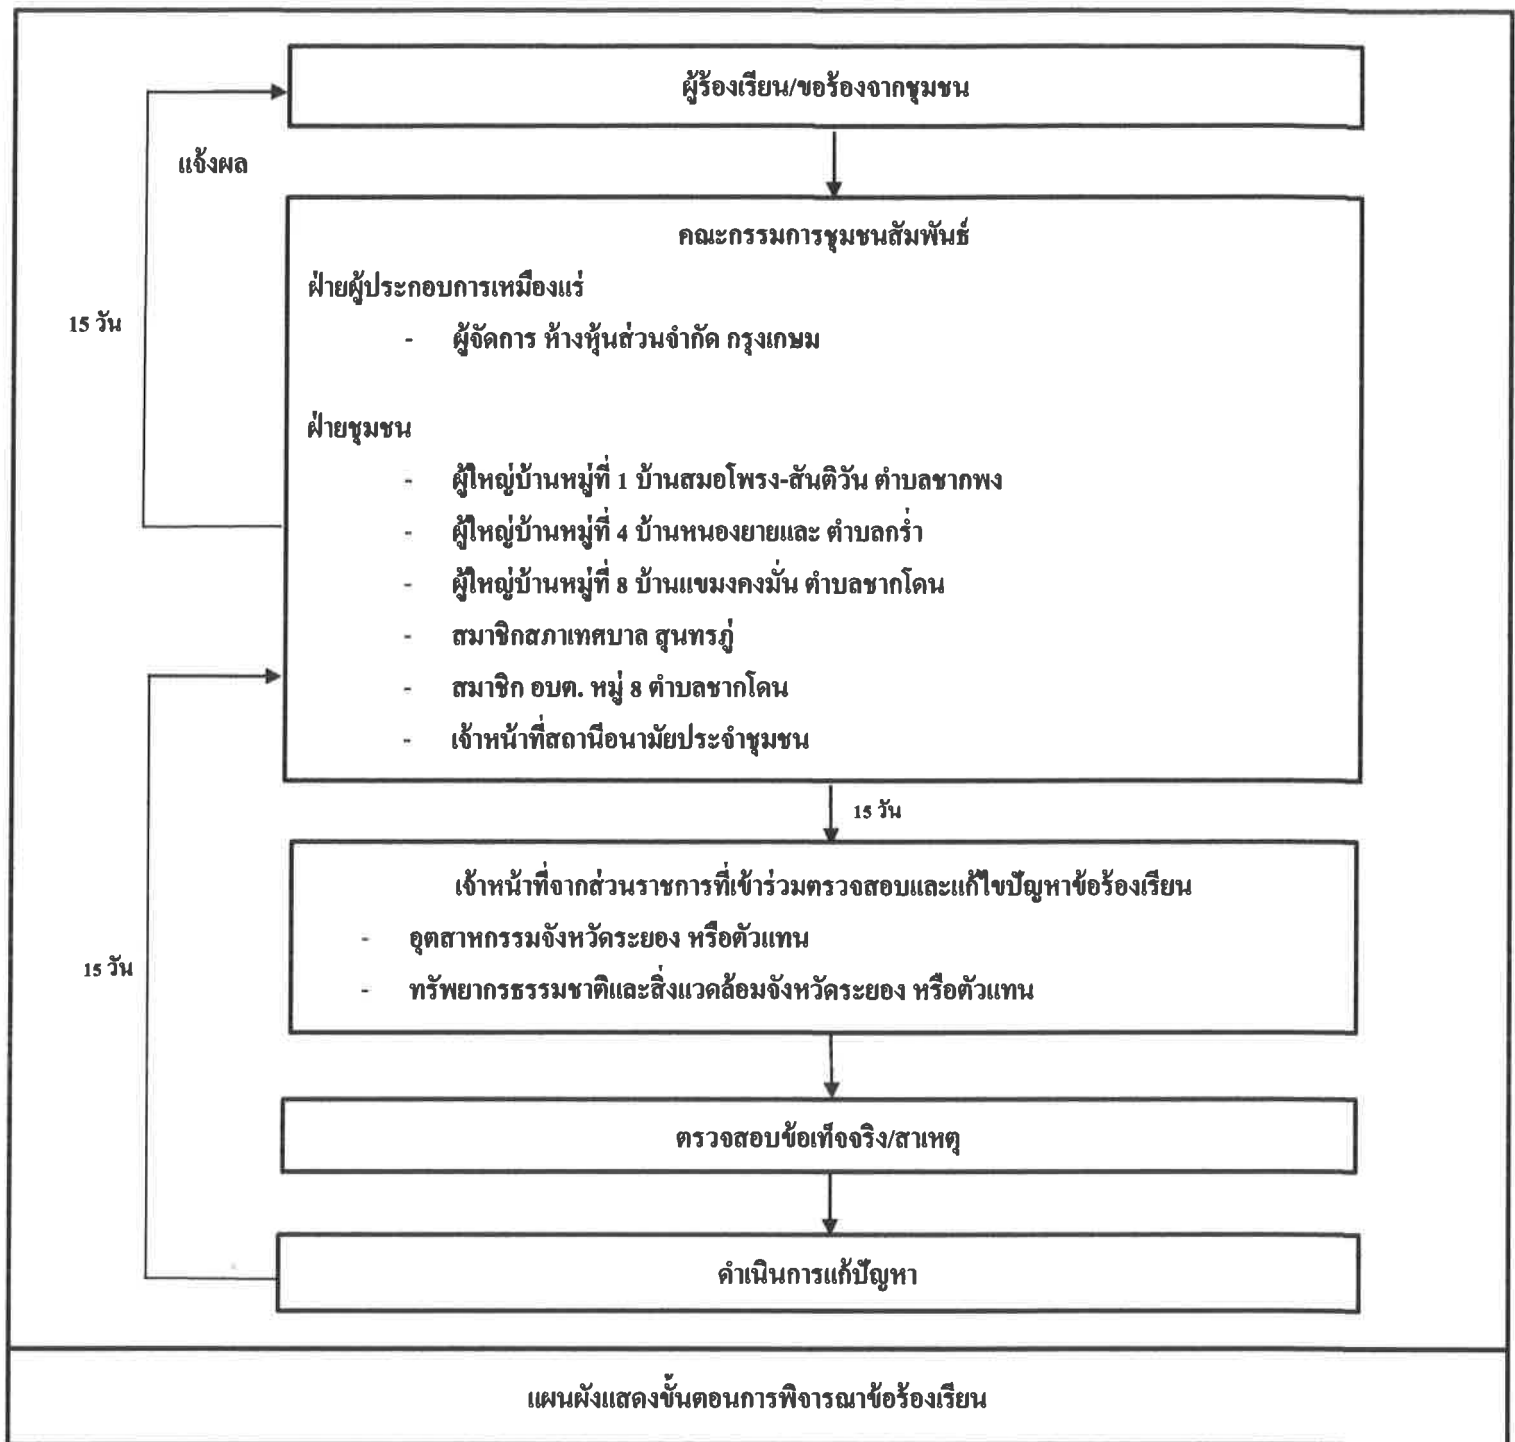 ผู้ร้องเรียน/ขอร้องจากชุมชน
แจ้งผล
คณะกรรมการชุมชนสัมพันธ์
ฝ่ายผู้ประกอบการเหมืองแร่
15 วัน
- ผู้จัดการ ห้างหุ้นส่วนจำกัด กรุงเกษม
ฝ่ายชุมชน
- ผู้ใหญ่บ้านหมู่ที่ 1 บ้านสมอโพรง-สันติวัน ตำบลชากพง
- ผู้ใหญ่บ้านหมู่ที่ 4 บ้านหนองยายและ ตำบลกร่ำ
- ผู้ใหญ่บ้านหมู่ที่ 8 บ้านแขมงคงมั่น ตำบลชากโดน
- สมาชิกสภาเทศบาล สุนทรภู่
- สมาชิก อบต. หมู่ 8 ตำบลชากโดน
- เจ้าหน้าที่สถานีอนามัยประจำชุมชน
15 วัน
เจ้าหน้าที่จากส่วนราชการที่เข้าร่วมตรวจสอบและแก้ไขปัญหาข้อร้องเรียน
- อุตสาหกรรมจังหวัดระยอง หรือตัวแทน
15 วัน
- ทรัพยากรธรรมชาติและสิ่งแวดล้อมจังหวัดระยอง หรือตัวแทน
ตรวจสอบข้อเท็จจริง/สาเหตุ
ดำเนินการแก้ปัญหา
แผนผังแสดงขั้นตอนการพิจารณาข้อร้องเรียน